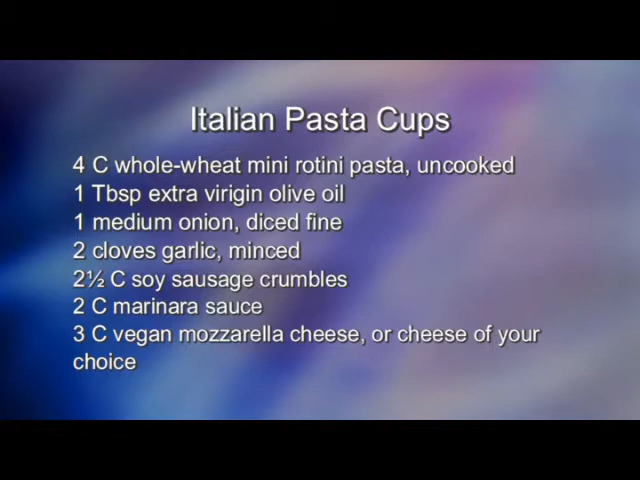 Italian Pasta Cups
4 C whole-wheat mini rotini pasta, uncooked
1 Tbsp extra virigin olive oil
1 medium onion, diced fine
2 cloves garlic, minced
2½ C soy sausage crumbles
2 C marinara sauce
3 C vegan mozzarella cheese, or cheese of your
choice